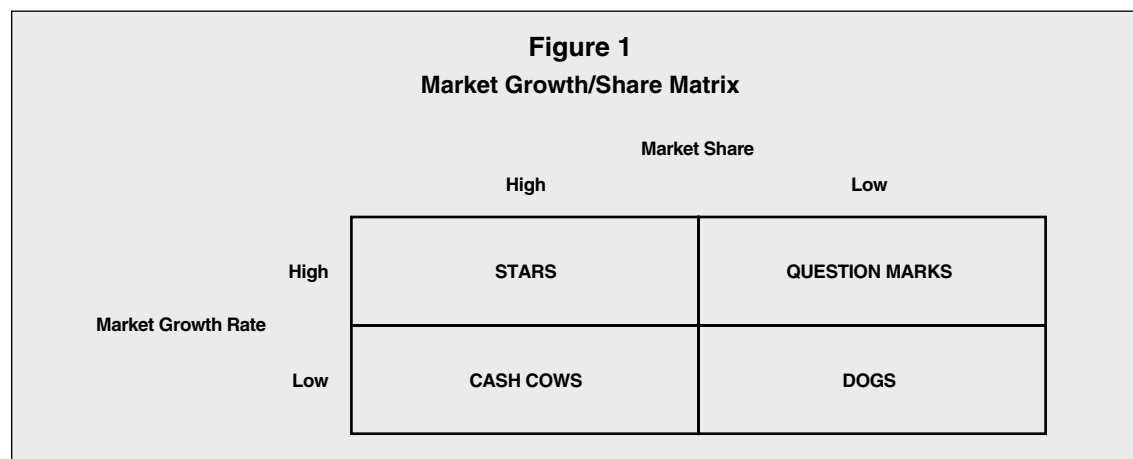 Figure 1
Market Growth/Share Matrix
Market Share
High
Low
High
STARS
QUESTION MARKS
Market Growth Rate
Low
CASH COWS
DOGS